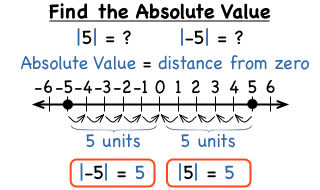 Find the Absolute Value
|5| = ? |-5| = ?
Absolute Value = distance from zero
-6 -5 -4 -3 -2 -1 0 1 2 3 4 5 6
5 units 5 units
|-5| = 5 |5| = 5